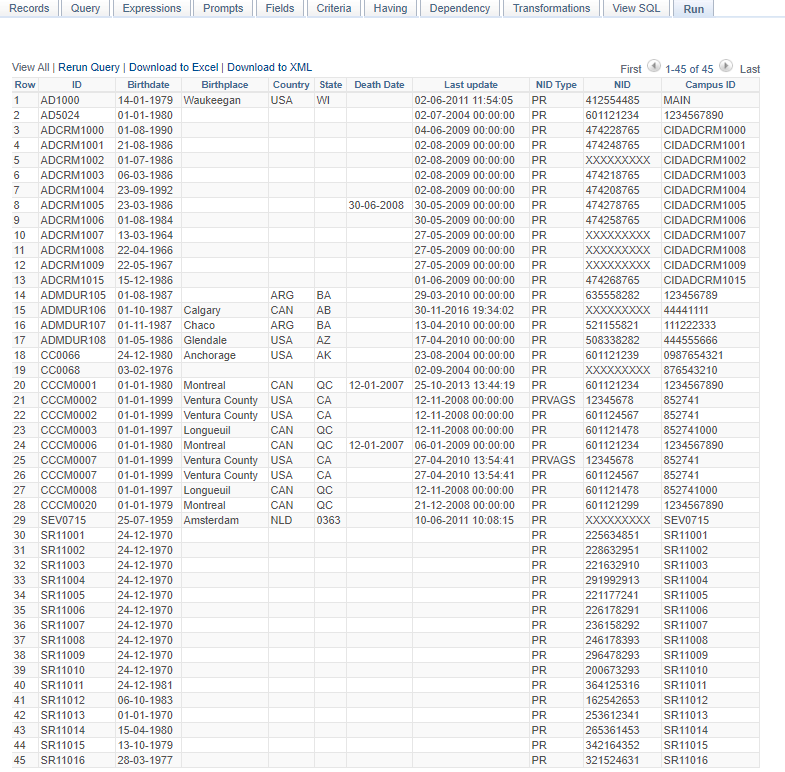 Records Query Expressions Prompts Fields Criteria Having Dependency Transformations View SQL Run
View All | Rerun Query | Download to Excel | Download to XML First 1-45 of 45 Last
Row ID Birthdate Birthplace Country State Death Date Last update NID Type NID Campus ID
1 AD1000 14-01-1979 Waukeegan USA WI 02-06-2011 11:54:05 PR 412554485 MAIN
2 AD5024 01-01-1980 02-07-2004 00:00:00 PR 601121234 1234567890
3 ADCRM1000 01-08-1990 04-06-2009 00:00:00 PR 474228765 CIDADCRM1000
4 ADCRM1001 21-08-1986 02-08-2009 00:00:00 PR 474248765 CIDADCRM1001
5 ADCRM1002 01-07-1986 02-08-2009 00:00:00 PR XXXXXXXXX CIDADCRM1002
6 ADCRM1003 06-03-1986 02-08-2009 00:00:00 PR 474218765 CIDADCRM1003
7 ADCRM1004 23-09-1992 02-08-2009 00:00:00 PR 474208765 CIDADCRM1004
8 ADCRM1005 23-03-1986 30-06-2008 30-05-2009 00:00:00 PR 474278765 CIDADCRM1005
9 ADCRM1006 01-08-1984 30-05-2009 00:00:00 PR 474258765 CIDADCRM1006
10 ADCRM1007 13-03-1964 27-05-2009 00:00:00 PR XXXXXXXXX CIDADCRM1007
11 ADCRM1008 22-04-1966 27-05-2009 00:00:00 PR XXXXXXXXX CIDADCRM1008
12 ADCRM1009 22-05-1967 27-05-2009 00:00:00 PR XXXXXXXXX CIDADCRM1009
13 ADCRM1015 15-12-1986 01-06-2009 00:00:00 PR 474268765 CIDADCRM1015
14 ADMDUR105 01-08-1987 ARG BA 29-03-2010 00:00:00 PR 635558282 123456789
15 ADMDUR106 01-10-1987 Calgary CAN AB 30-11-2016 19:34:02 PR XXXXXXXXX 44441111
16 ADMDUR107 01-11-1987 Chaco ARG BA 13-04-2010 00:00:00 PR 521155821 111222333
17 ADMDUR108 01-05-1986 Glendale USA AZ 17-04-2010 00:00:00 PR 508338282 444555666
18 CC0066 24-12-1980 Anchorage USA AK 23-08-2004 00:00:00 PR 601121239 0987654321
19 CC0068 03-02-1976 02-09-2004 00:00:00 PR XXXXXXXXX 876543210
20 CCCM0001 01-01-1980 Montreal CAN QC 12-01-2007 25-10-2013 13:44:19 PR 601121234 1234567890
21 CCCM0002 01-01-1999 Ventura County USA CA 12-11-2008 00:00:00 PRVAGS 12345678 852741
22 CCCM0002 01-01-1999 Ventura County USA CA 12-11-2008 00:00:00 PR 601124567 852741
23 CCCM0003 01-01-1997 Longueuil CAN QC 12-11-2008 00:00:00 PR 601121478 852741000
24 CCCM0006 01-01-1980 Montreal CAN QC 12-01-2007 06-01-2009 00:00:00 PR 601121234 1234567890
25 CCCM0007 01-01-1999 Ventura County USA CA 27-04-2010 13:54:41 PRVAGS 12345678 852741
26 CCCM0007 01-01-1999 Ventura County USA CA 27-04-2010 13:54:41 PR 601124567 852741
27 CCCM0008 01-01-1997 Longueuil CAN QC 12-11-2008 00:00:00 PR 601121478 852741000
28 CCCM0020 01-01-1979 Montreal CAN QC 21-12-2008 00:00:00 PR 601121299 1234567890
29 SEV0715 25-07-1959 Amsterdam NLD 0363 10-06-2011 10:08:15 PR XXXXXXXXX SEV0715
30 SR11001 24-12-1970 PR 225634851 SR11001
31 SR11002 24-12-1970 PR 228632951 SR11002
32 SR11003 24-12-1970 PR 221632910 SR11003
33 SR11004 24-12-1970 PR 291992913 SR11004
34 SR11005 24-12-1970 PR 221177241 SR11005
35 SR11006 24-12-1970 PR 226178291 SR11006
36 SR11007 24-12-1970 PR 236158292 SR11007
37 SR11008 24-12-1970 PR 246178393 SR11008
38 SR11009 24-12-1970 PR 296478293 SR11009
39 SR11010 24-12-1970 PR 200673293 SR11010
40 SR11011 24-12-1981 PR 364125316 SR11011
41 SR11012 06-10-1983 PR 162542653 SR11012
42 SR11013 01-01-1970 PR 253612341 SR11013
43 SR11014 15-04-1980 PR 265361453 SR11014
44 SR11015 13-10-1979 PR 342164352 SR11015
45 SR11016 28-03-1977 PR 321524631 SR11016